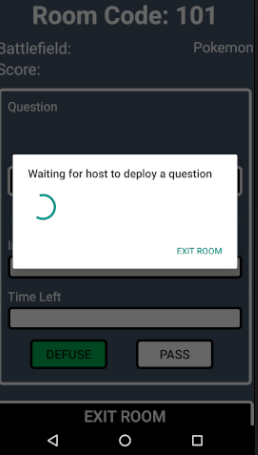 Room Code: 101
Battlefield: Pokemon
Score:
Question
Waiting for host to deploy a question
EXIT ROOM
Time Left
DEFUSE PASS
EXIT ROOM